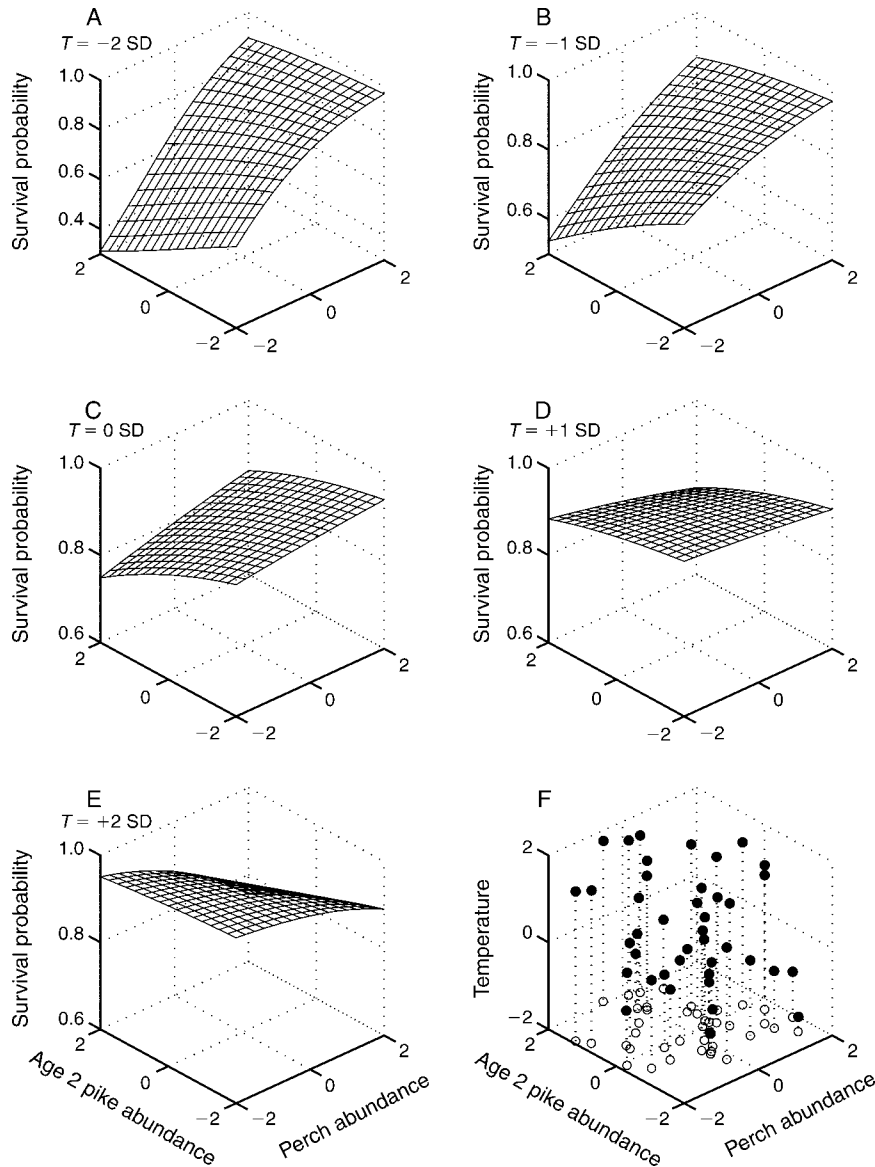 A
T = −2 SD
Survival probability
1.0
0.8
0.6
0.4
2
0
−2
−2
0
2
B
T = −1 SD
Survival probability
1.0
0.8
0.6
2
0
−2
−2
0
2
C
T = 0 SD
Survival probability
1.0
0.8
0.6
2
0
−2
−2
0
2
D
T = +1 SD
Survival probability
1.0
0.8
0.6
2
0
−2
−2
0
2
E
T = +2 SD
Survival probability
1.0
0.8
0.6
2
0
−2
−2
0
2
Age 2 pike abundance
Perch abundance
F
Temperature
2
0
−2
2
0
−2
−2
0
2
Age 2 pike abundance
Perch abundance